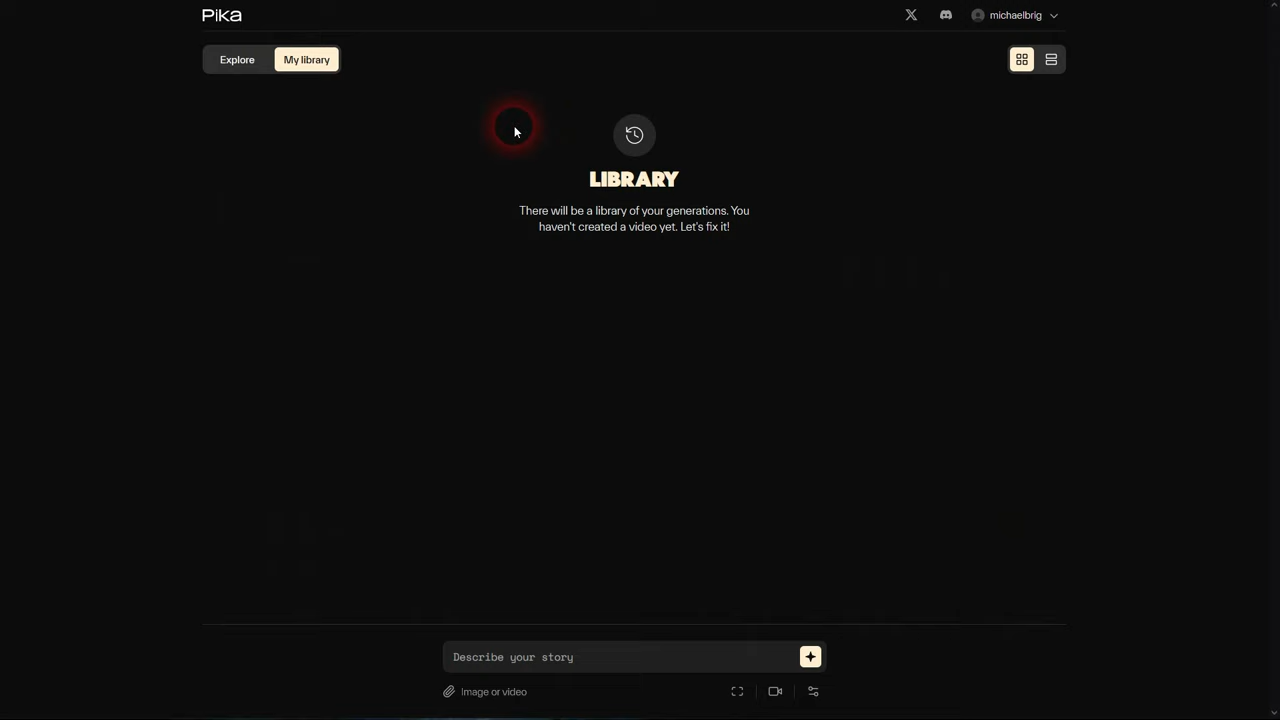 Pika
michaelbrig
Explore
My library
LIBRARY
There will be a library of your generations. You
haven't created a video yet. Let's fix it!
Describe your story
Image or video